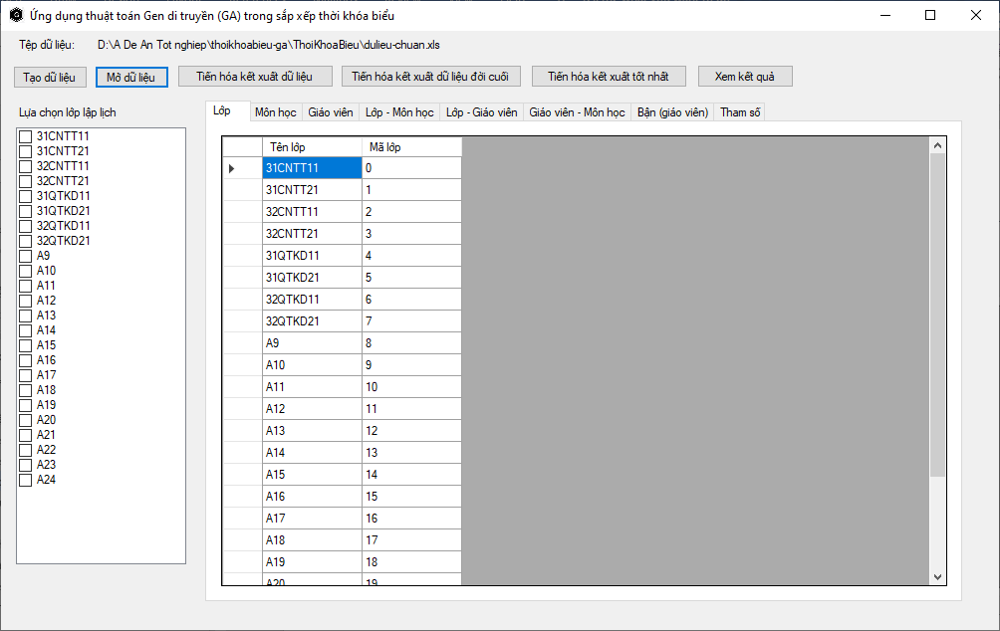 Ứng dụng thuật toán Gen di truyền (GA) trong sắp xếp thời khóa biểu
Tệp dữ liệu: D:\A De An Tot nghiep\thoikhoabieu-ga\ThoiKhoaBieu\dulieu-chuan.xls
Tạo dữ liệu Mở dữ liệu Tiến hóa kết xuất dữ liệu Tiến hóa kết xuất dữ liệu đời cuối Tiến hóa kết xuất tốt nhất Xem kết quả
Lựa chọn lớp lập lịch
31CNTT11
31CNTT21
32CNTT11
32CNTT21
31QTKD11
31QTKD21
32QTKD11
32QTKD21
A9
A10
A11
A12
A13
A14
A15
A16
A17
A18
A19
A20
A21
A22
A23
A24
Lớp Môn học Giáo viên Lớp - Môn học Lớp - Giáo viên Giáo viên - Môn học Bận (giáo viên) Tham số
Tên lớp Mã lớp
31CNTT11 0
31CNTT21 1
32CNTT11 2
32CNTT21 3
31QTKD11 4
31QTKD21 5
32QTKD11 6
32QTKD21 7
A9 8
A10 9
A11 10
A12 11
A13 12
A14 13
A15 14
A16 15
A17 16
A18 17
A19 18
A20 19